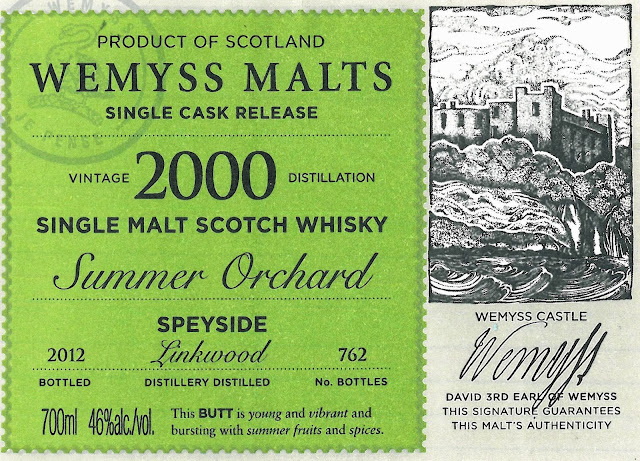 WEMYSS
JE PENSE
PRODUCT OF SCOTLAND
WEMYSS MALTS
SINGLE CASK RELEASE
VINTAGE 2000 DISTILLATION
SINGLE MALT SCOTCH WHISKY
Summer Orchard
SPEYSIDE
2012 Linkwood 762
BOTTLED DISTILLERY DISTILLED No. BOTTLES
700ml 46%alc./vol. This BUTT is young and vibrant and
bursting with summer fruits and spices.
WEMYSS CASTLE
Wemyss
DAVID 3RD EARL OF WEMYSS
THIS SIGNATURE GUARANTEES
THIS MALT'S AUTHENTICITY